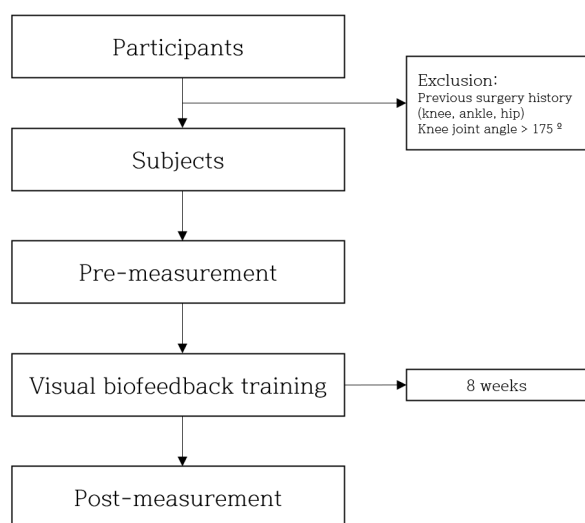 Participants
Exclusion:
Previous surgery history
(knee, ankle, hip)
Knee joint angle > 175 º
Subjects
Pre-measurement
Visual biofeedback training
8 weeks
Post-measurement